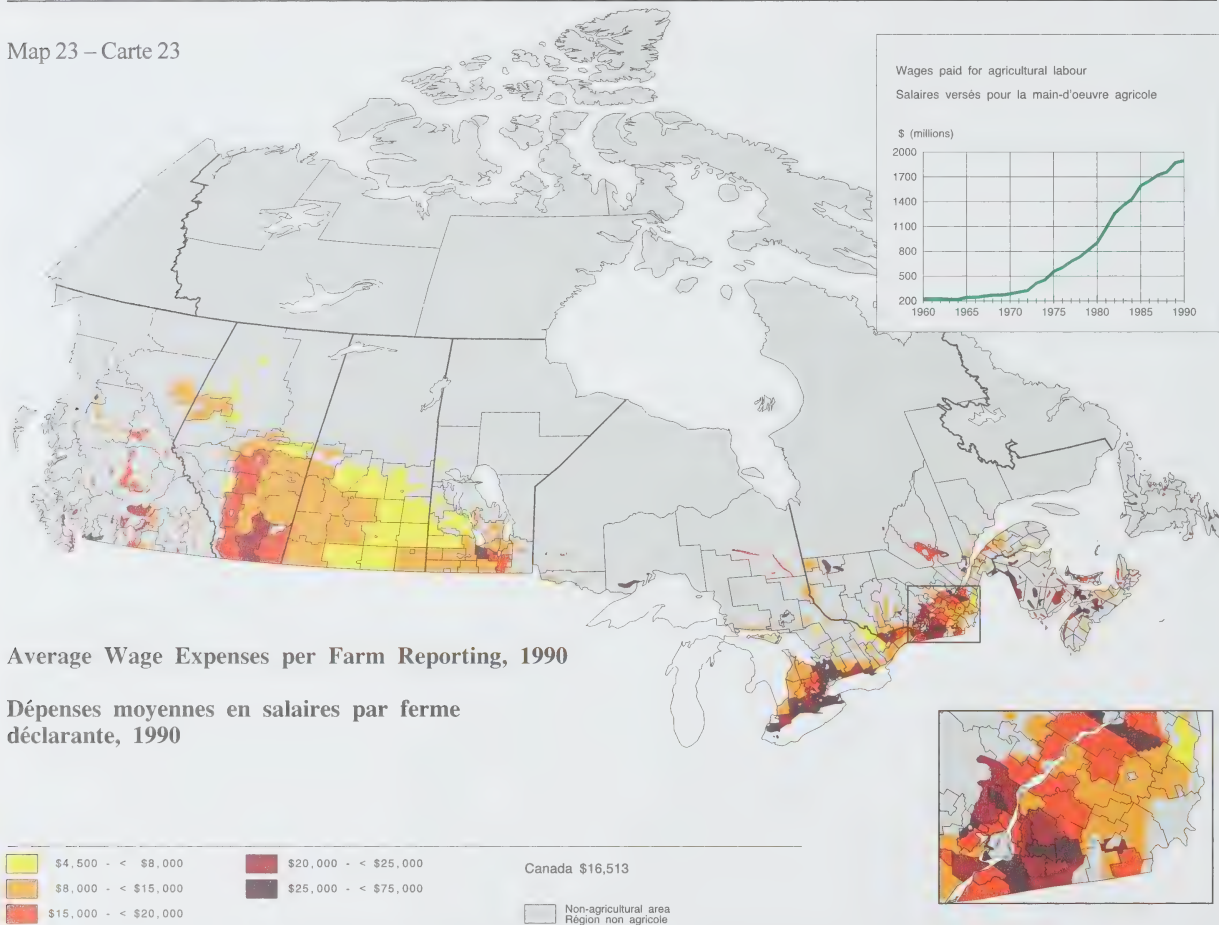 Map 23 – Carte 23
Wages paid for agricultural labour
Salaires versés pour la main-d'oeuvre agricole
$ (millions)
2000
1700
1400
1100
800
500
200
1960 1965 1970 1975 1980 1985 1990
Average Wage Expenses per Farm Reporting, 1990
Dépenses moyennes en salaires par ferme
déclarante, 1990
$4,500 - < $8,000
$8,000 - < $15,000
$15,000 - < $20,000
$20,000 - < $25,000
$25,000 - < $75,000
Canada $16,513
Non-agricultural area
Région non agricole